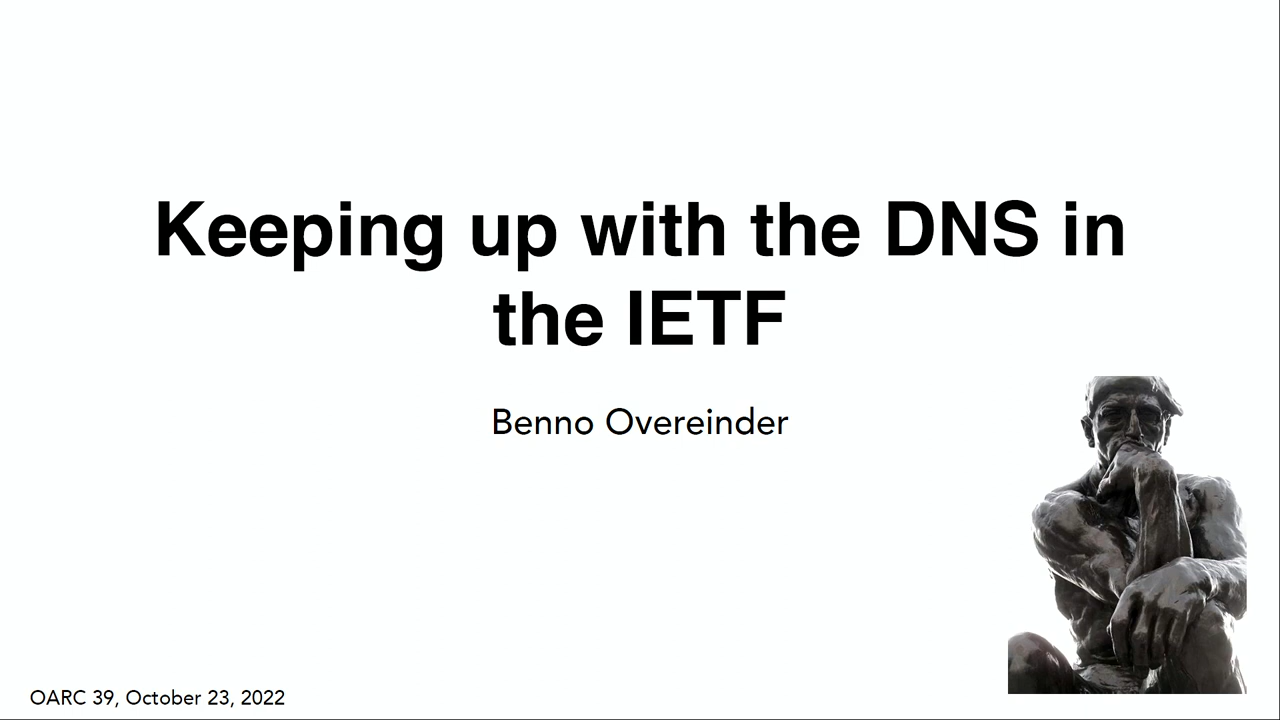 Keeping up with the DNS in
the IETF
Benno Overeinder
OARC 39, October 23, 2022